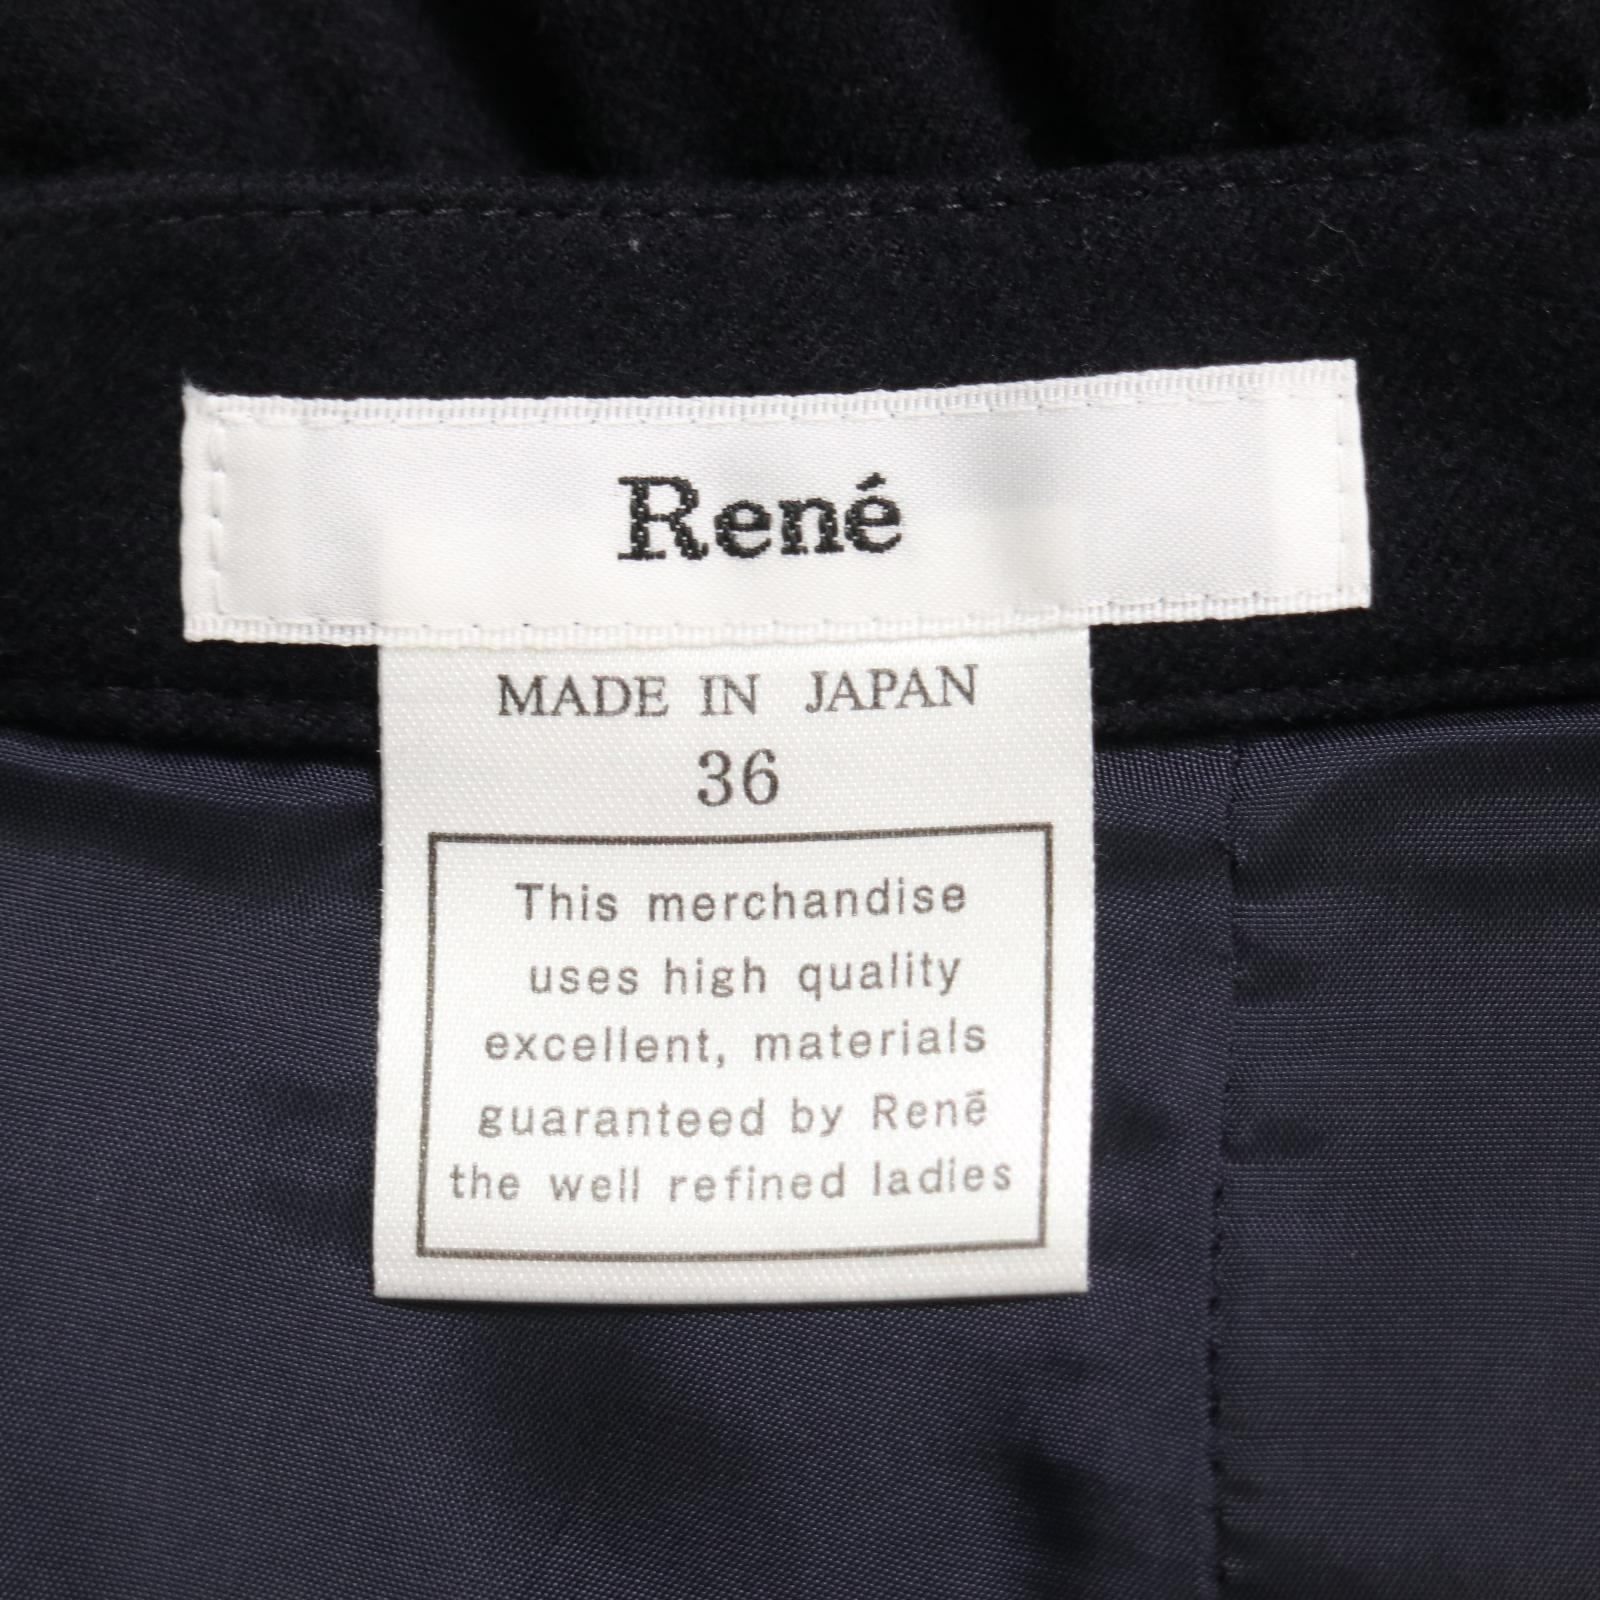 René
MADE IN JAPAN
36
This merchandise
uses high quality
excellent, materials
guaranteed by Renē
the well refined ladies